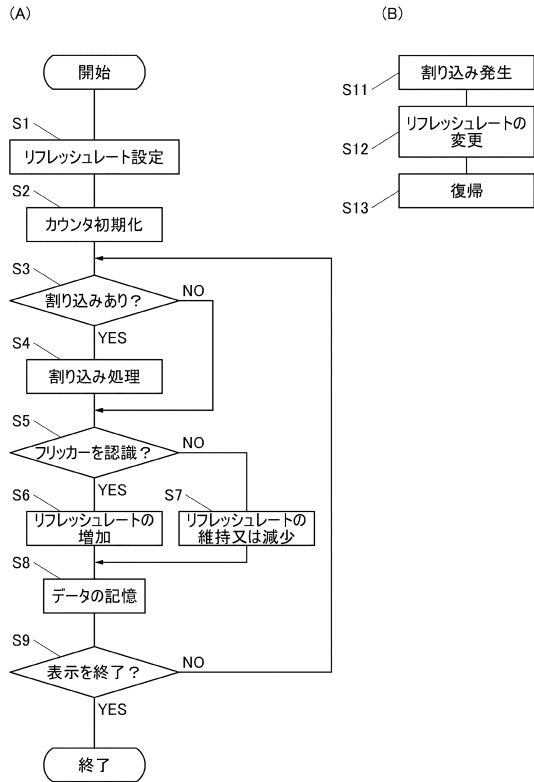 (A)
開始
S1
リフレッシュレート設定
S2
カウンタ初期化
S3
割り込みあり？
NO
YES
S4
割り込み処理
S5
フリッカーを認識？
NO
YES
S6
リフレッシュレートの
増加
S7
リフレッシュレートの
維持又は減少
S8
データの記憶
S9
表示を終了？
NO
YES
終了
(B)
S11
割り込み発生
S12
リフレッシュレートの
変更
S13
復帰